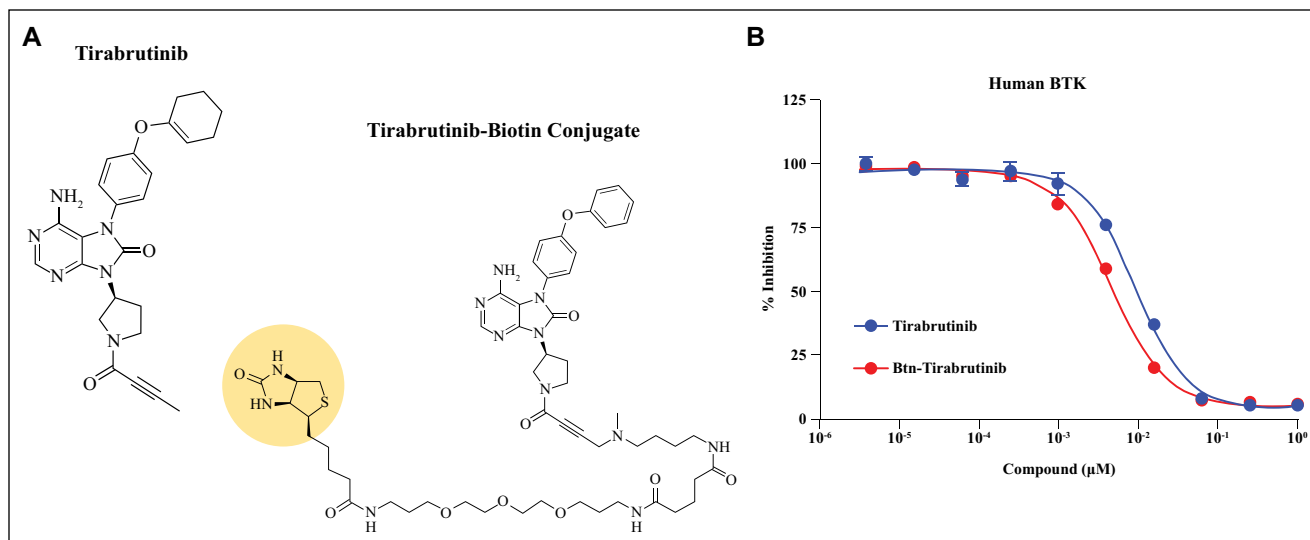 A
Tirabrutinib
O
NH2
N
N
N
N
O
N
O
Tirabrutinib-Biotin Conjugate
O
NH2
N
N
N
N
O
N
O
N
H
N
O
HN
S
O
N
H
O
O
O
N
H
O
O
NH
B
Human BTK
% Inhibition
125
100
75
50
25
0
Tirabrutinib
Btn-Tirabrutinib
10-6 10-5 10-4 10-3 10-2 10-1 100
Compound (µM)